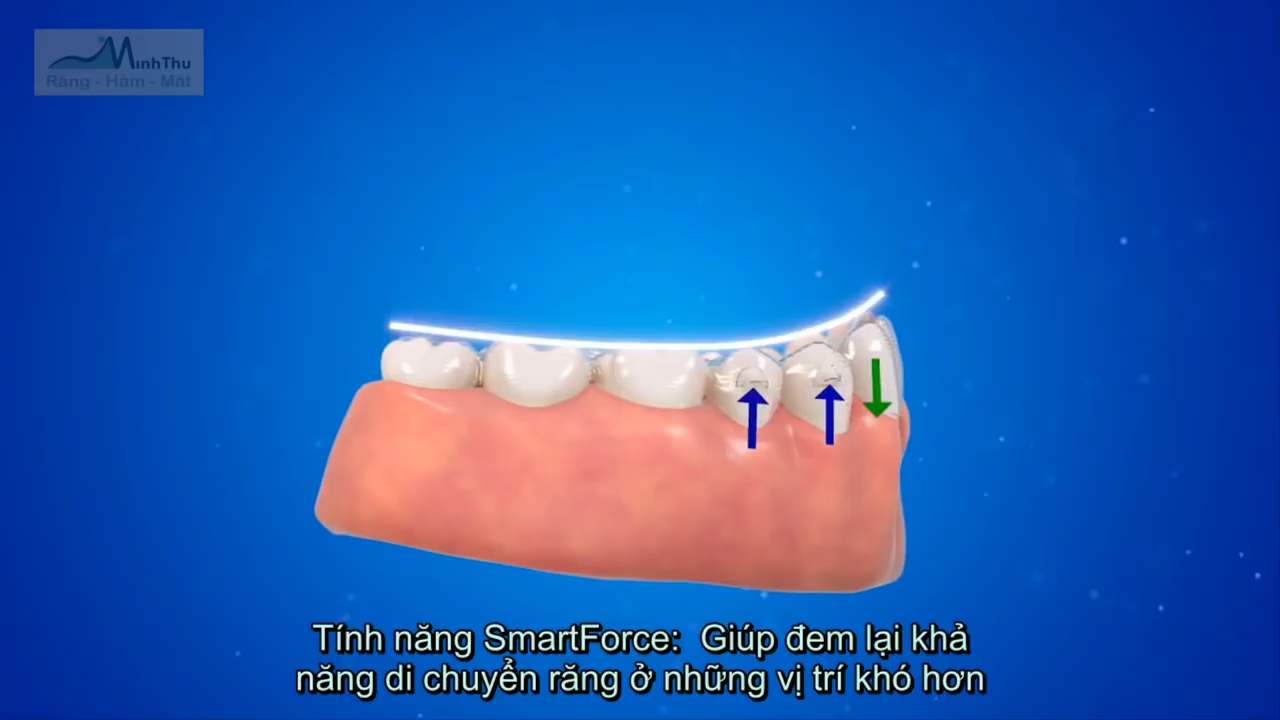 MinhThu
Răng - Hàm - Mặt
Tính năng SmartForce: Giúp đem lại khả
năng di chuyển răng ở những vị trí khó hơn